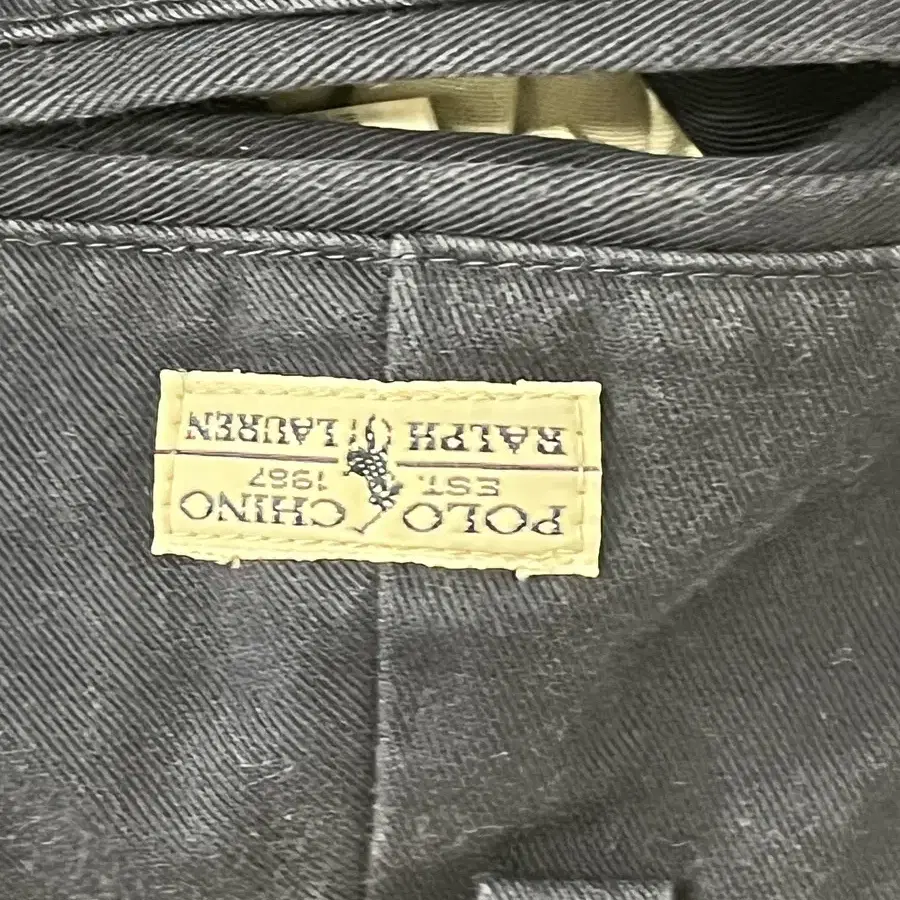 POLO CHINO
EST. 1967
RALPH LAUREN